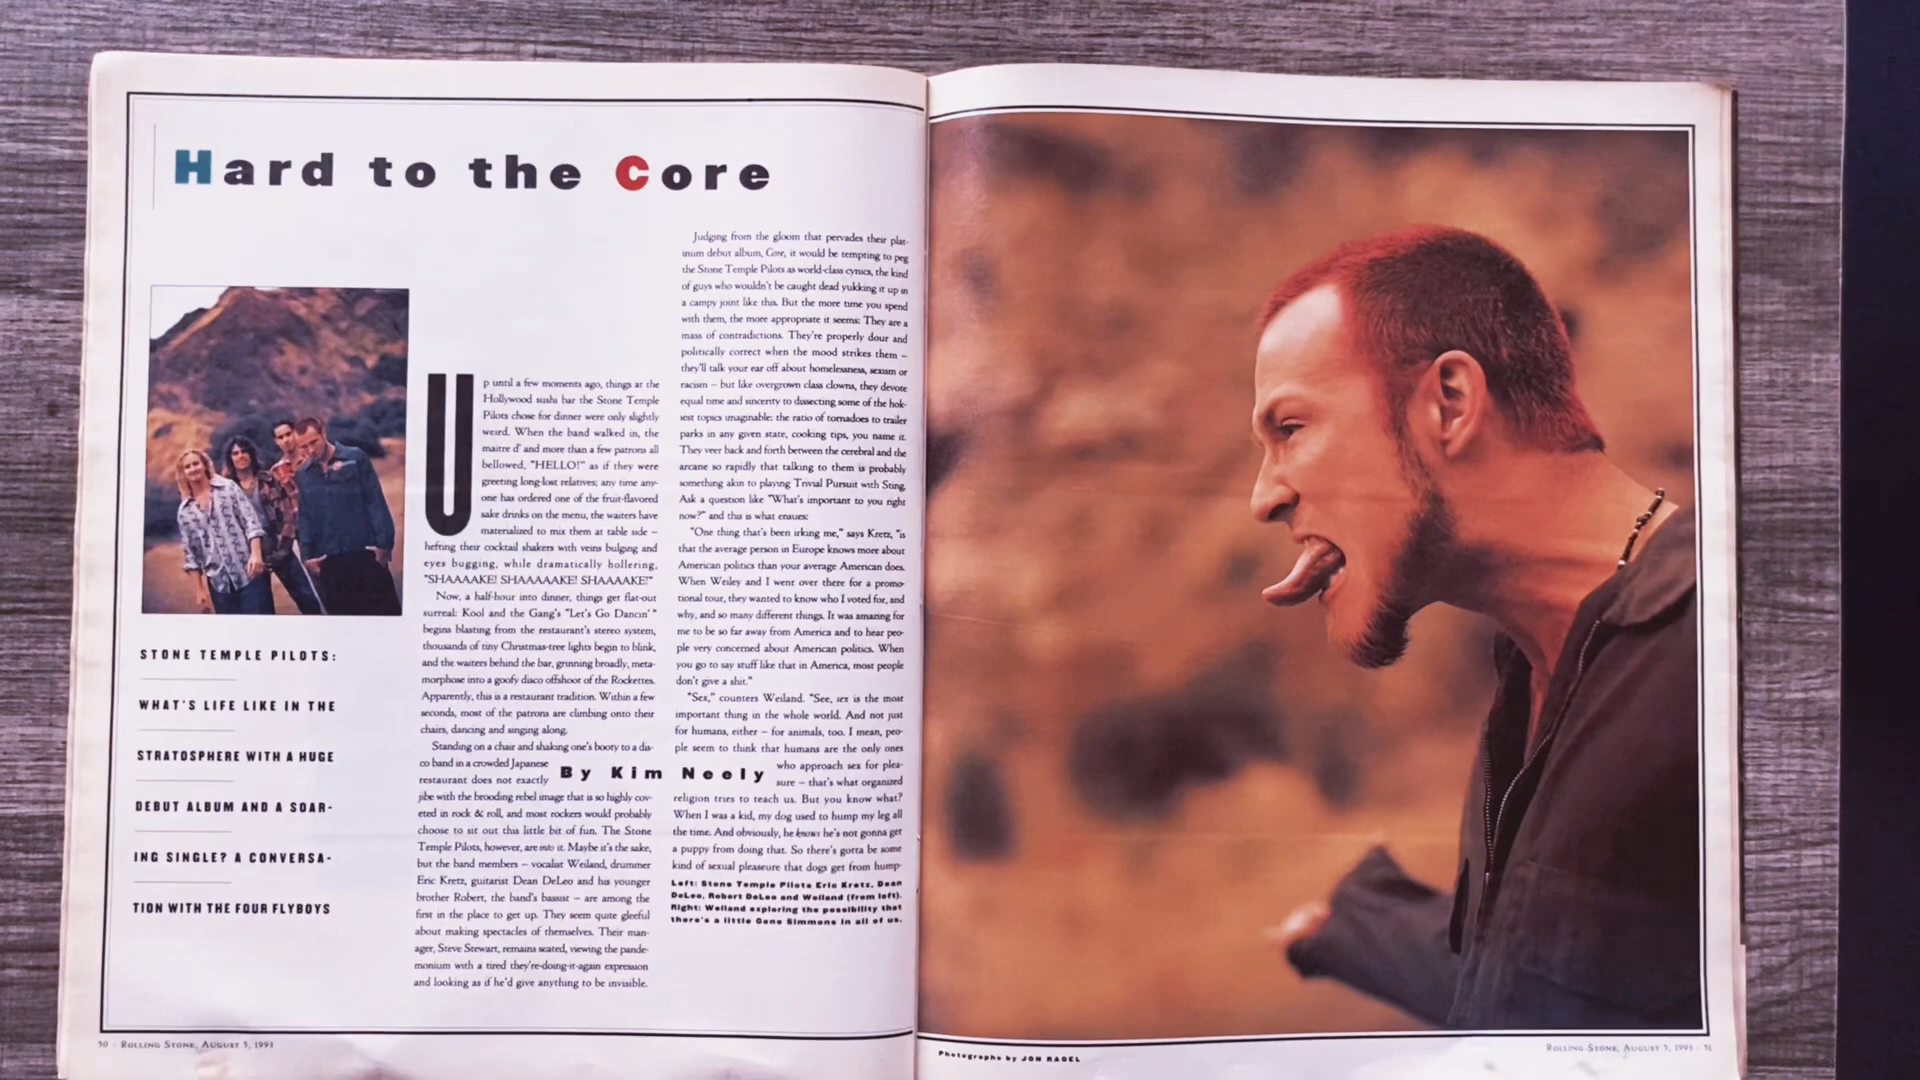 Hard to the Core
STONE TEMPLE PILOTS:
WHAT'S LIFE LIKE IN THE
STRATOSPHERE WITH A HUGE
DEBUT ALBUM AND A SOAR-
ING SINGLE? A CONVERSA-
TION WITH THE FOUR FLYBOYS
Up until a few moments ago, things at the
Hollywood sushi bar the Stone Temple
Pilots chose for dinner were only slightly
weird. When the band walked in, the
maitre d' and more than a few patrons all
bellowed, "HELLO!" as if they were
greeting long-lost relatives; any time any-
one has ordered one of the fruit-flavored
sake drinks on the menu, the waiters have
materialized to mix them at table side –
hefting their cocktail shakers with veins bulging and
eyes bugging, while dramatically hollering,
"SHAAAAKE! SHAAAAAKE! SHAAAAKE!"
Now, a half-hour into dinner, things get flat-out
surreal: Kool and the Gang's "Let's Go Dancin'"
begins blasting from the restaurant's stereo system,
thousands of tiny Christmas-tree lights begin to blink,
and the waiters behind the bar, grinning broadly, meta-
morphose into a goofy disco offshoot of the Rockettes.
Apparently, this is a restaurant tradition. Within a few
seconds, most of the patrons are climbing onto their
chairs, dancing and singing along.
Standing on a chair and shaking one's booty to a dis-
co band in a crowded Japanese
restaurant does not exactly
jibe with the brooding rebel image that is so highly cov-
eted in rock & roll, and most rockers would probably
choose to sit out this little bit of fun. The Stone
Temple Pilots, however, are into it. Maybe it's the sake,
but the band members – vocalist Weiland, drummer
Eric Kretz, guitarist Dean DeLeo and his younger
brother Robert, the band's bassist – are among the
first in the place to get up. They seem quite gleeful
about making spectacles of themselves. Their man-
ager, Steve Stewart, remains seated, viewing the pande-
monium with a tired they're-doing-it-again expression
and looking as if he'd give anything to be invisible.
By Kim Neely
Judging from the gloom that pervades their plat-
inum debut album, Core, it would be tempting to peg
the Stone Temple Pilots as world-class cynics, the kind
of guys who wouldn't be caught dead yukking it up in
a campy joint like this. But the more time you spend
with them, the more appropriate it seems: They are a
mass of contradictions. They're properly dour and
politically correct when the mood strikes them –
they'll talk your ear off about homelessness, sexism or
racism – but like overgrown class clowns, they devote
equal time and sincerity to dissecting some of the hok-
iest topics imaginable: the ratio of tornadoes to trailer
parks in any given state, cooking tips, you name it.
They veer back and forth between the cerebral and the
arcane so rapidly that talking to them is probably
something akin to playing Trivial Pursuit with Sting.
Ask a question like "What's important to you right
now?" and this is what ensues:
"One thing that's been irking me," says Kretz, "is
that the average person in Europe knows more about
American politics than your average American does.
When Weiley and I went over there for a promo-
tional tour, they wanted to know who I voted for, and
why, and so many different things. It was amazing for
me to be so far away from America and to hear peo-
ple very concerned about American politics. When
you go to say stuff like that in America, most people
don't give a shit."
"Sex," counters Weiland. "See, sex is the most
important thing in the whole world. And not just
for humans, either – for animals, too. I mean, peo-
ple seem to think that humans are the only ones
who approach sex for plea-
sure – that's what organized
religion tries to teach us. But you know what?
When I was a kid, my dog used to hump my leg all
the time. And obviously, he knows he's not gonna get
a puppy from doing that. So there's gotta be some
kind of sexual pleaseure that dogs get from hump-
Left: Stone Temple Pilots Eric Kretz, Dean
DeLeo, Robert DeLeo and Weiland (from left).
Right: Weiland exploring the possibility that
there's a little Gene Simmons in all of us.
50 · ROLLING STONE, AUGUST 5, 1993
Photographs by JON RAGEL
ROLLING STONE, AUGUST 5, 1993 · 51